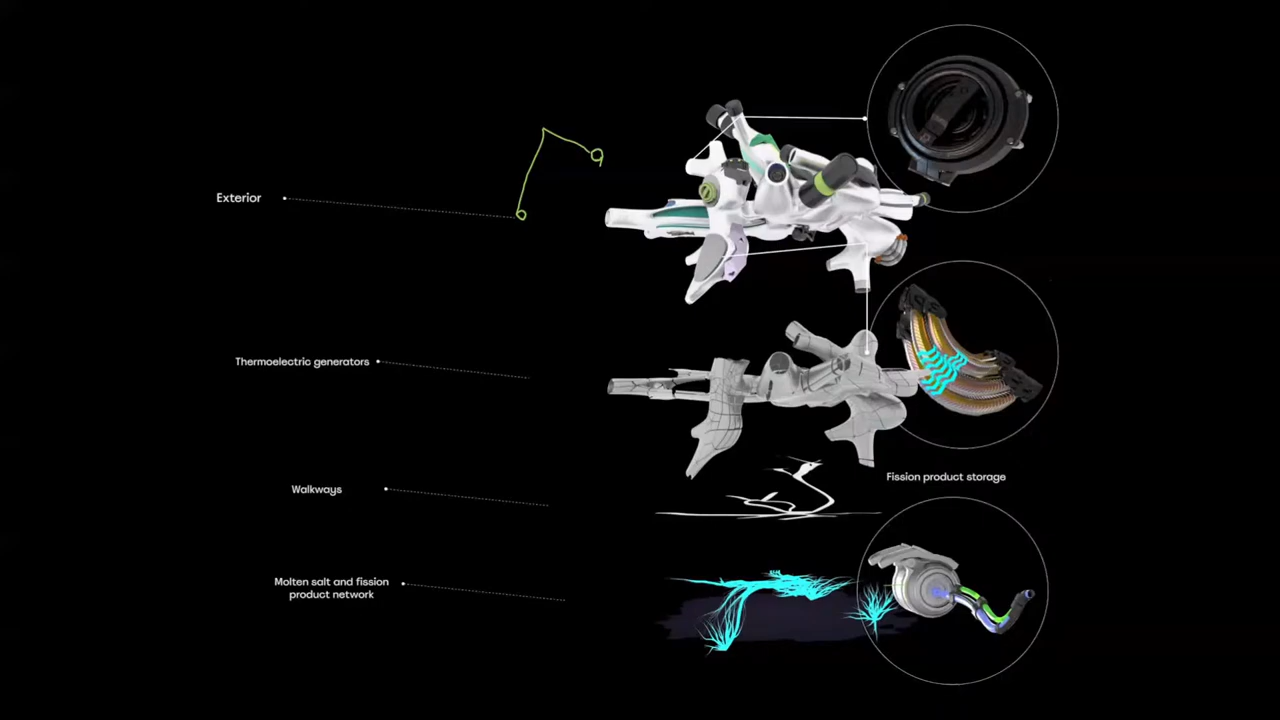 Exterior
Thermoelectric generators
Walkways
Fission product storage
Molten salt and fission
product network